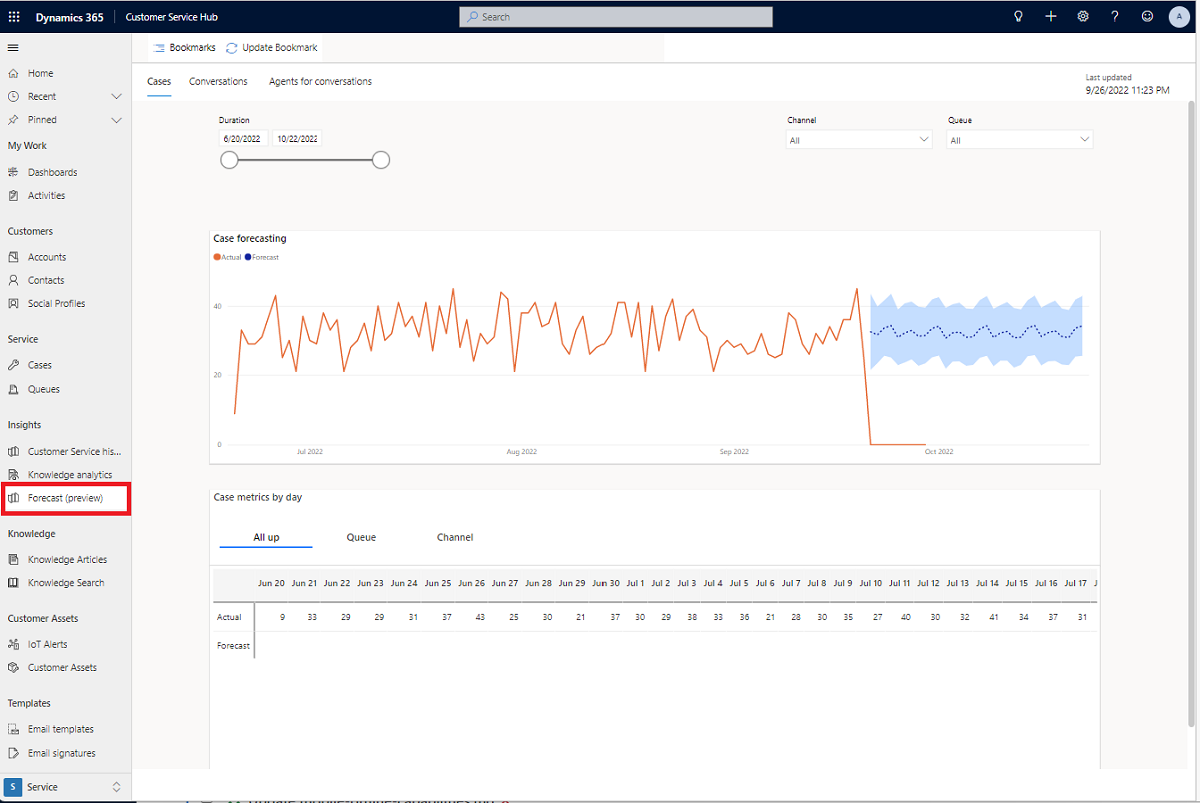 Dynamics 365 Customer Service Hub Search A
Bookmarks Update Bookmark
Home
Recent
Pinned
My Work
Dashboards
Activities
Customers
Accounts
Contacts
Social Profiles
Service
Cases
Queues
Insights
Customer Service his...
Knowledge analytics
Forecast (preview)
Knowledge
Knowledge Articles
Knowledge Search
Customer Assets
IoT Alerts
Customer Assets
Templates
Email templates
Email signatures
S Service
Cases Conversations Agents for conversations
Last updated
9/26/2022 11:23 PM
Duration
6/20/2022 10/22/2022
Channel
All
Queue
All
Case forecasting
Actual Forecast
40
20
0
Jul 2022 Aug 2022 Sep 2022 Oct 2022
Case metrics by day
All up Queue Channel
Jun 20 Jun 21 Jun 22 Jun 23 Jun 24 Jun 25 Jun 26 Jun 27 Jun 28 Jun 29 Jun 30 Jul 1 Jul 2 Jul 3 Jul 4 Jul 5 Jul 6 Jul 7 Jul 8 Jul 9 Jul 10 Jul 11 Jul 12 Jul 13 Jul 14 Jul 15 Jul 16 Jul 17
Actual 9 33 29 29 31 37 43 25 30 21 37 30 29 38 33 36 21 28 30 35 27 40 30 32 41 34 37 31
Forecast